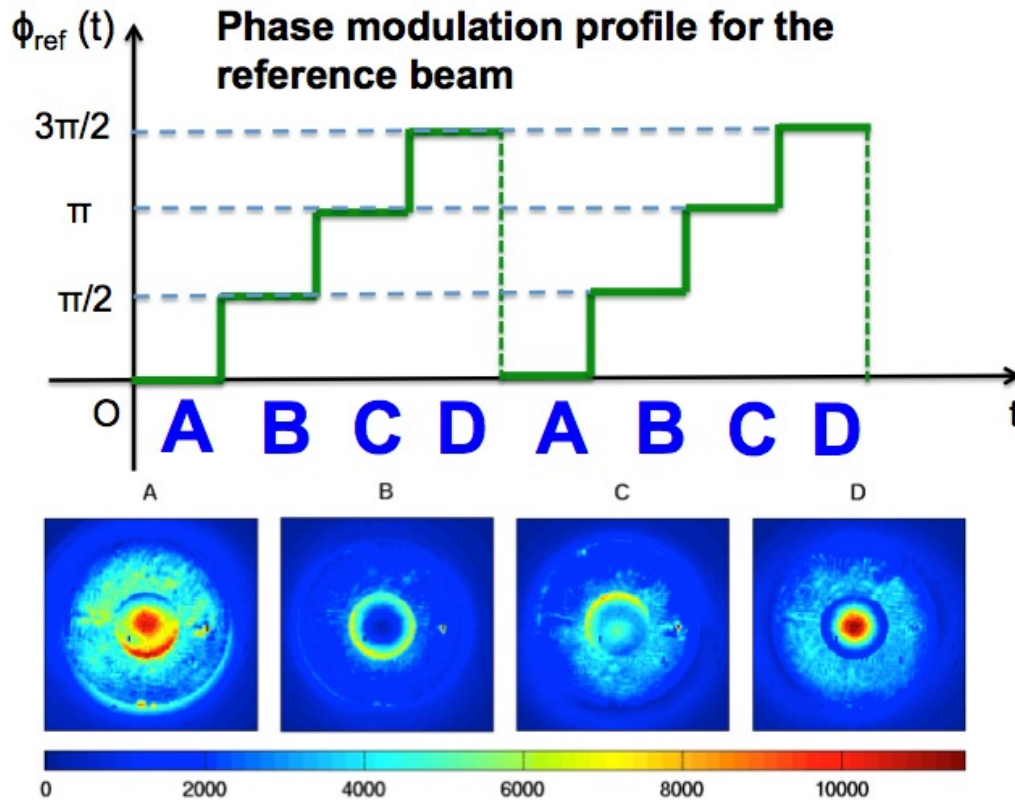 ϕref (t)
Phase modulation profile for the
reference beam
3π/2
π
π/2
O
t
A B C D A B C D
A B C D
0 2000 4000 6000 8000 10000